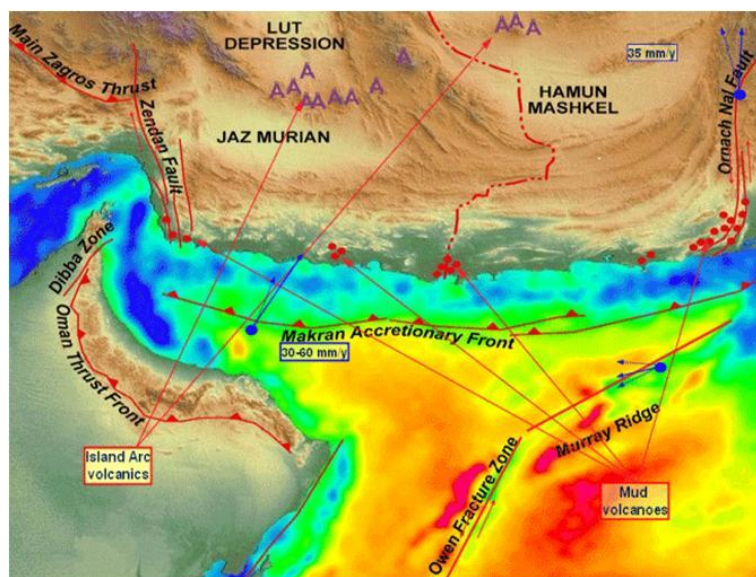 Main Zagros Thrust
LUT
DEPRESSION
35 mm/y
HAMUN
MASHKEL
Zendan Fault
JAZ MURIAN
Ornach Nal Fault
Dibba Zone
Oman Thrust Front
Makran Accretionary Front
30-60 mm/y
Murray Ridge
Island Arc
volcanics
Owen Fracture Zone
Mud
volcanoes